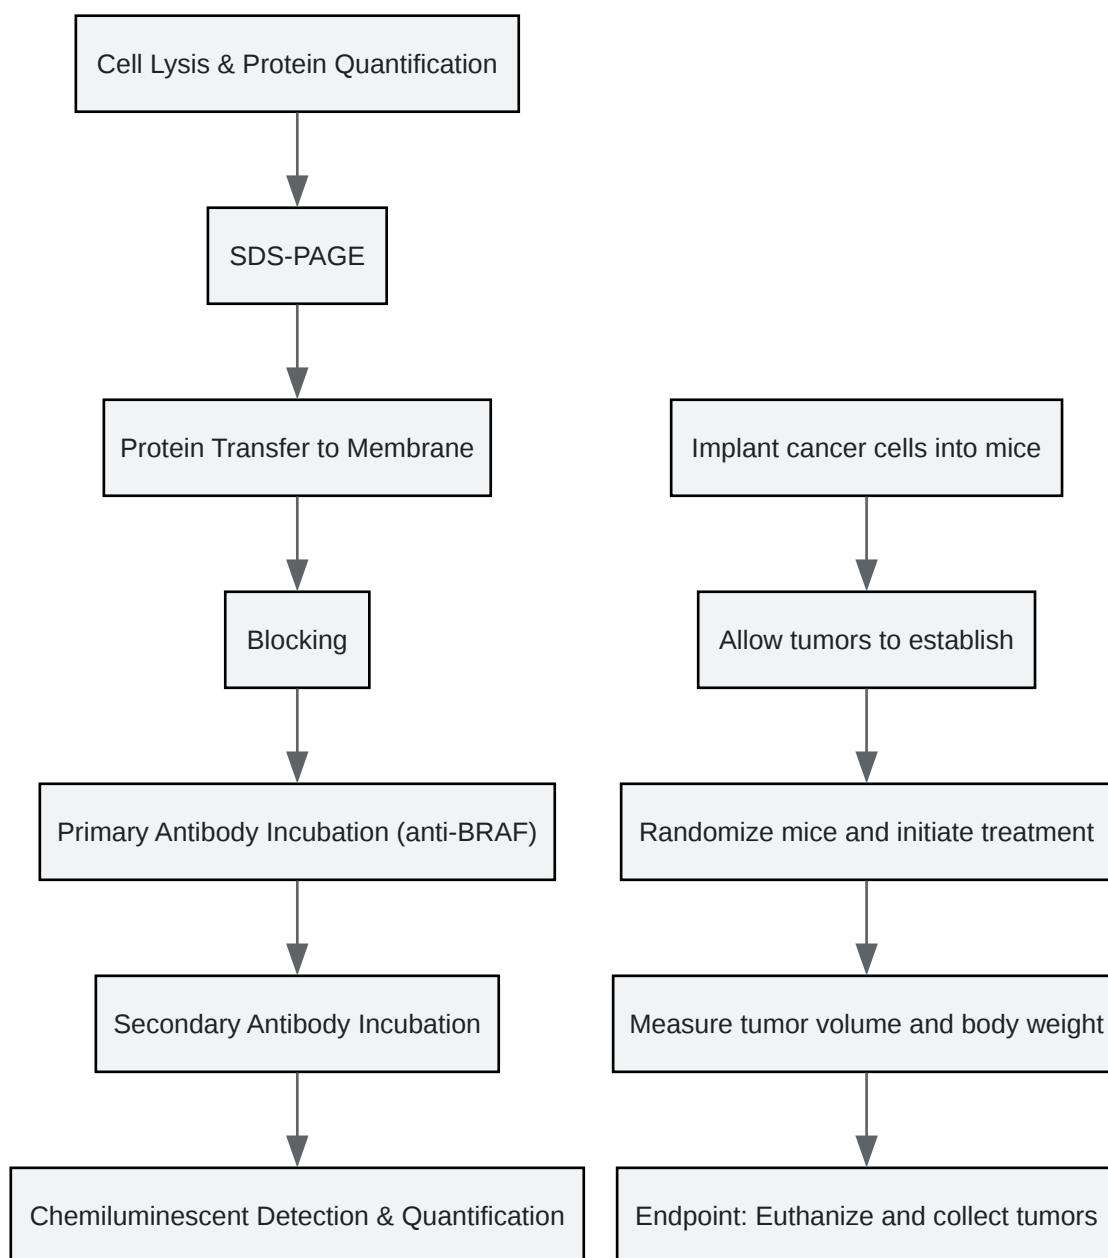 Cell Lysis & Protein Quantification
SDS-PAGE
Protein Transfer to Membrane
Blocking
Primary Antibody Incubation (anti-BRAF)
Secondary Antibody Incubation
Chemiluminescent Detection & Quantification
Implant cancer cells into mice
Allow tumors to establish
Randomize mice and initiate treatment
Measure tumor volume and body weight
Endpoint: Euthanize and collect tumors